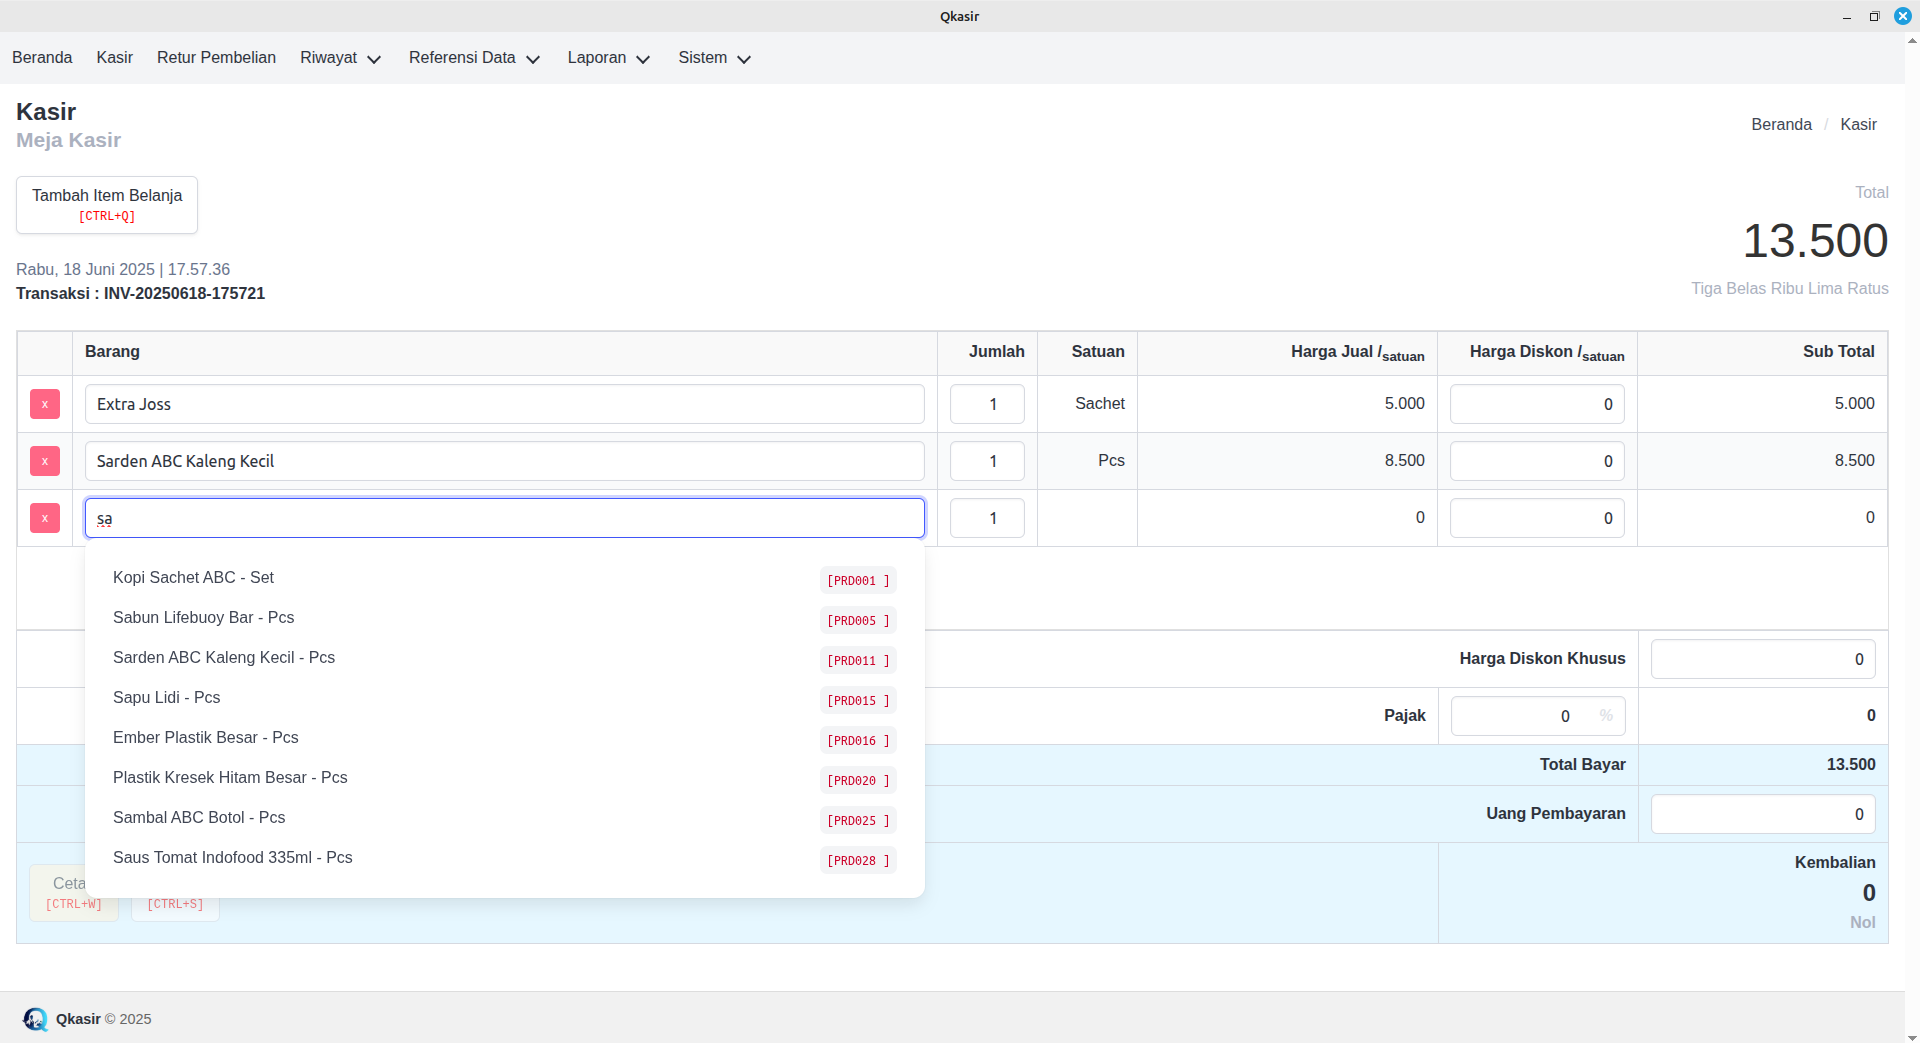 Qkasir
Beranda Kasir Retur Pembelian Riwayat Referensi Data Laporan Sistem
Kasir
Meja Kasir
Beranda / Kasir
Tambah Item Belanja
[CTRL+Q]
Total
13.500
Tiga Belas Ribu Lima Ratus
Rabu, 18 Juni 2025 | 17.57.36
Transaksi : INV-20250618-175721
Barang Jumlah Satuan Harga Jual /satuan Harga Diskon /satuan Sub Total
x Extra Joss 1 Sachet 5.000 0 5.000
x Sarden ABC Kaleng Kecil 1 Pcs 8.500 0 8.500
x sa 1 0 0 0
Kopi Sachet ABC - Set [PRD001 ]
Sabun Lifebuoy Bar - Pcs [PRD005 ]
Sarden ABC Kaleng Kecil - Pcs [PRD011 ]
Sapu Lidi - Pcs [PRD015 ]
Ember Plastik Besar - Pcs [PRD016 ]
Plastik Kresek Hitam Besar - Pcs [PRD020 ]
Sambal ABC Botol - Pcs [PRD025 ]
Saus Tomat Indofood 335ml - Pcs [PRD028 ]
Harga Diskon Khusus 0
Pajak 0 % 0
Total Bayar 13.500
Uang Pembayaran 0
Kembalian
0
Nol
Ceta
[CTRL+W] [CTRL+S]
Qkasir © 2025